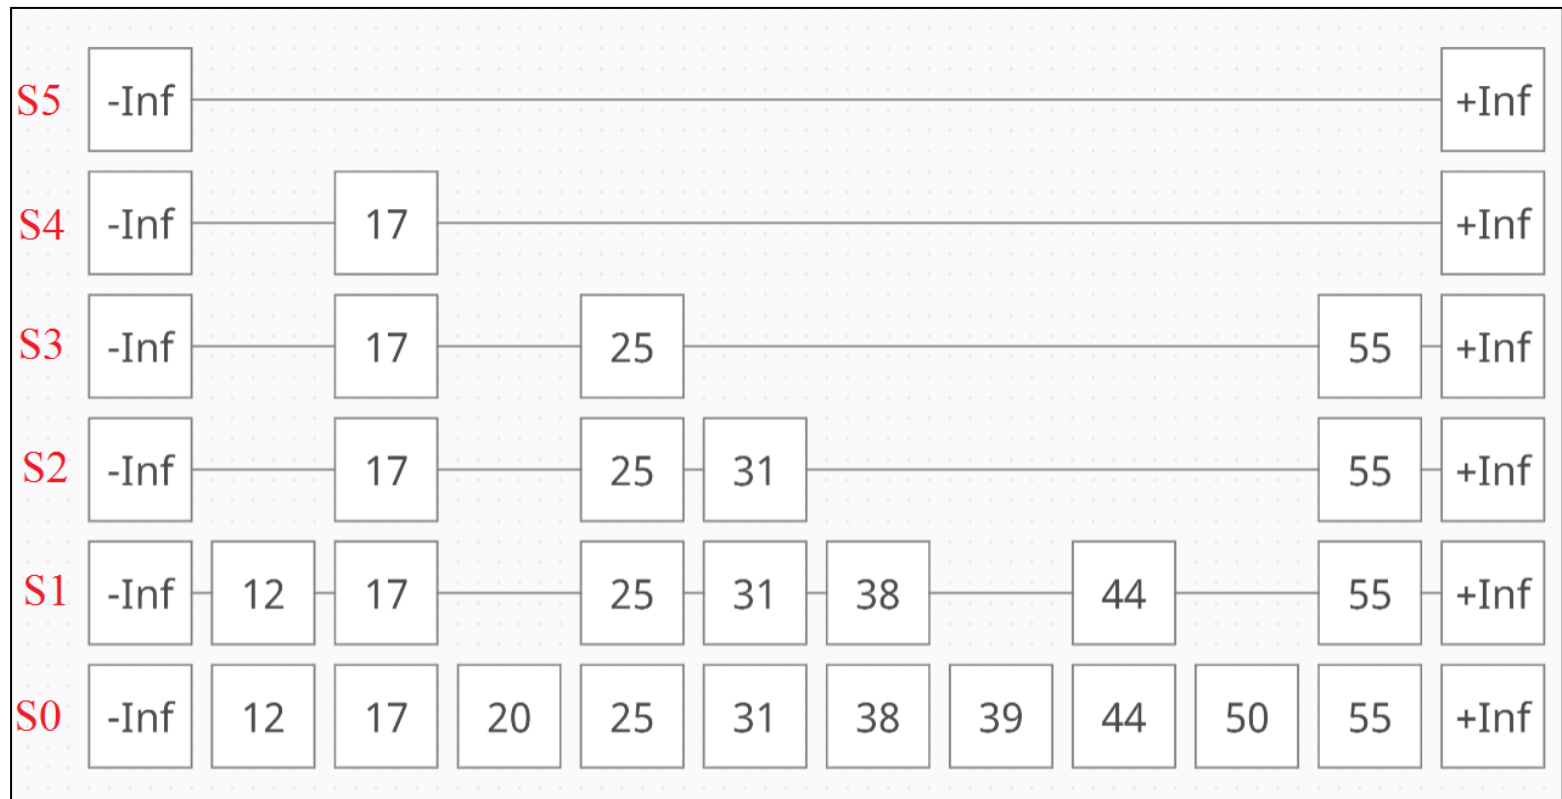 S5 -Inf +Inf
S4 -Inf 17 +Inf
S3 -Inf 17 25 55 +Inf
S2 -Inf 17 25 31 55 +Inf
S1 -Inf 12 17 25 31 38 44 55 +Inf
S0 -Inf 12 17 20 25 31 38 39 44 50 55 +Inf